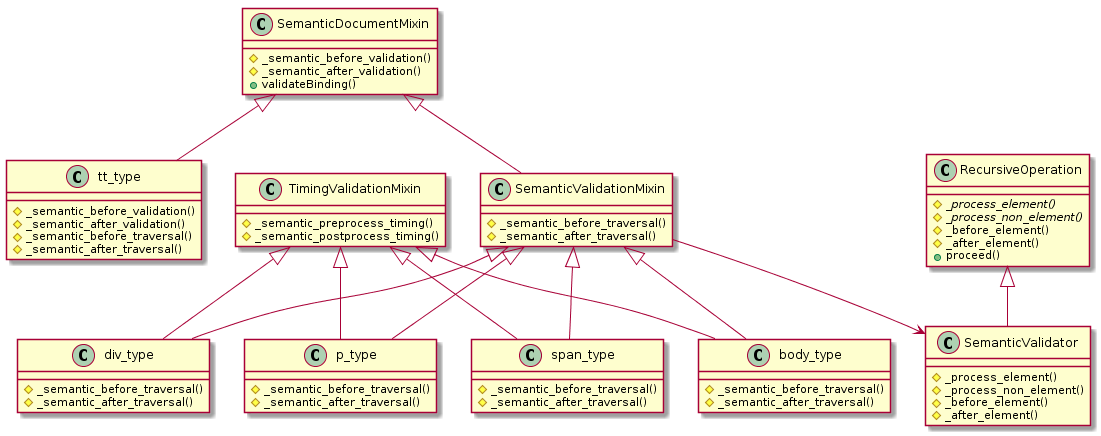 C SemanticDocumentMixin
_semantic_before_validation()
_semantic_after_validation()
validateBinding()
C tt_type
_semantic_before_validation()
_semantic_after_validation()
_semantic_before_traversal()
_semantic_after_traversal()
C TimingValidationMixin
_semantic_preprocess_timing()
_semantic_postprocess_timing()
C SemanticValidationMixin
_semantic_before_traversal()
_semantic_after_traversal()
C RecursiveOperation
_process_element()
_process_non_element()
_before_element()
_after_element()
proceed()
C div_type
_semantic_before_traversal()
_semantic_after_traversal()
C p_type
_semantic_before_traversal()
_semantic_after_traversal()
C span_type
_semantic_before_traversal()
_semantic_after_traversal()
C body_type
_semantic_before_traversal()
_semantic_after_traversal()
C SemanticValidator
_process_element()
_process_non_element()
_before_element()
_after_element()